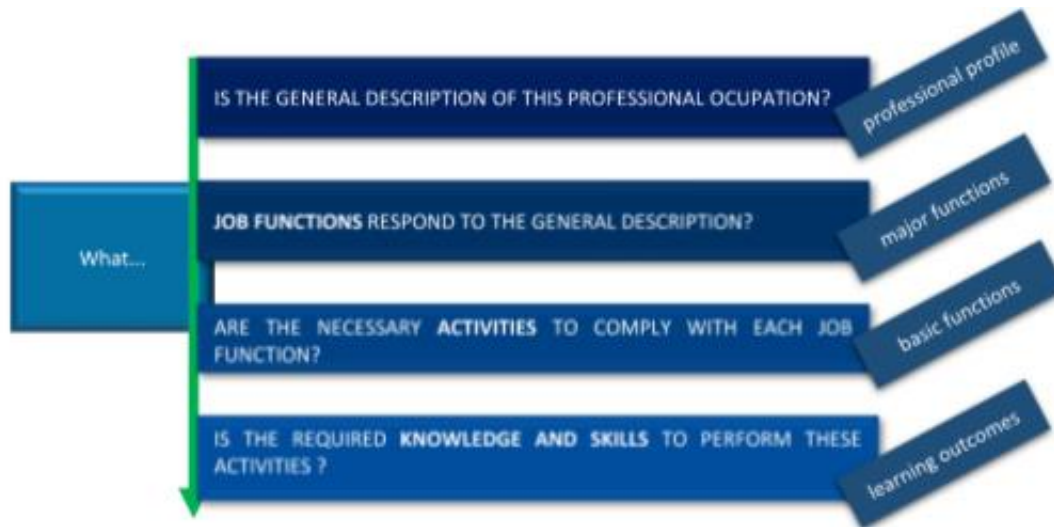 IS THE GENERAL DESCRIPTION OF THIS PROFESSIONAL OCUPATION?
professional profile
What...
JOB FUNCTIONS RESPOND TO THE GENERAL DESCRIPTION?
major functions
ARE THE NECESSARY ACTIVITIES TO COMPLY WITH EACH JOB
FUNCTION?
basic functions
IS THE REQUIRED KNOWLEDGE AND SKILLS TO PERFORM THESE
ACTIVITIES ?
learning outcomes